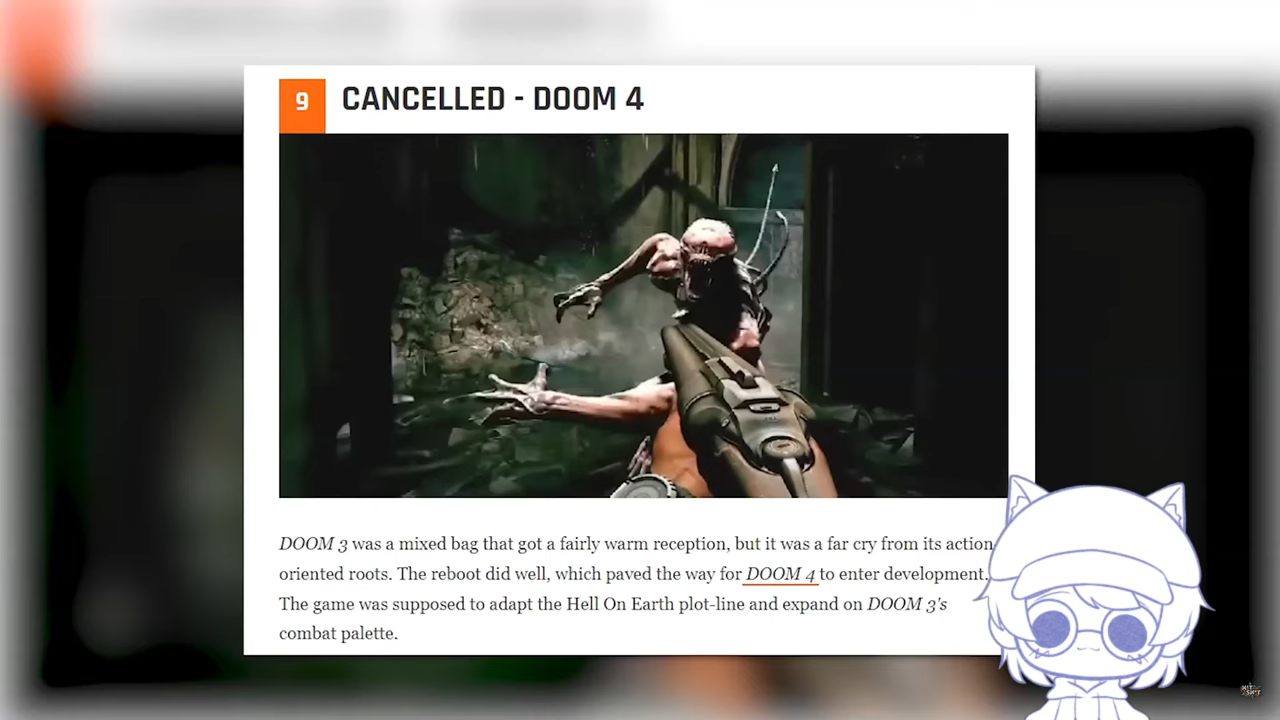 9
CANCELLED - DOOM 4
DOOM 3 was a mixed bag that got a fairly warm reception, but it was a far cry from its action
oriented roots. The reboot did well, which paved the way for DOOM 4 to enter development.
The game was supposed to adapt the Hell On Earth plot-line and expand on DOOM 3's
combat palette.